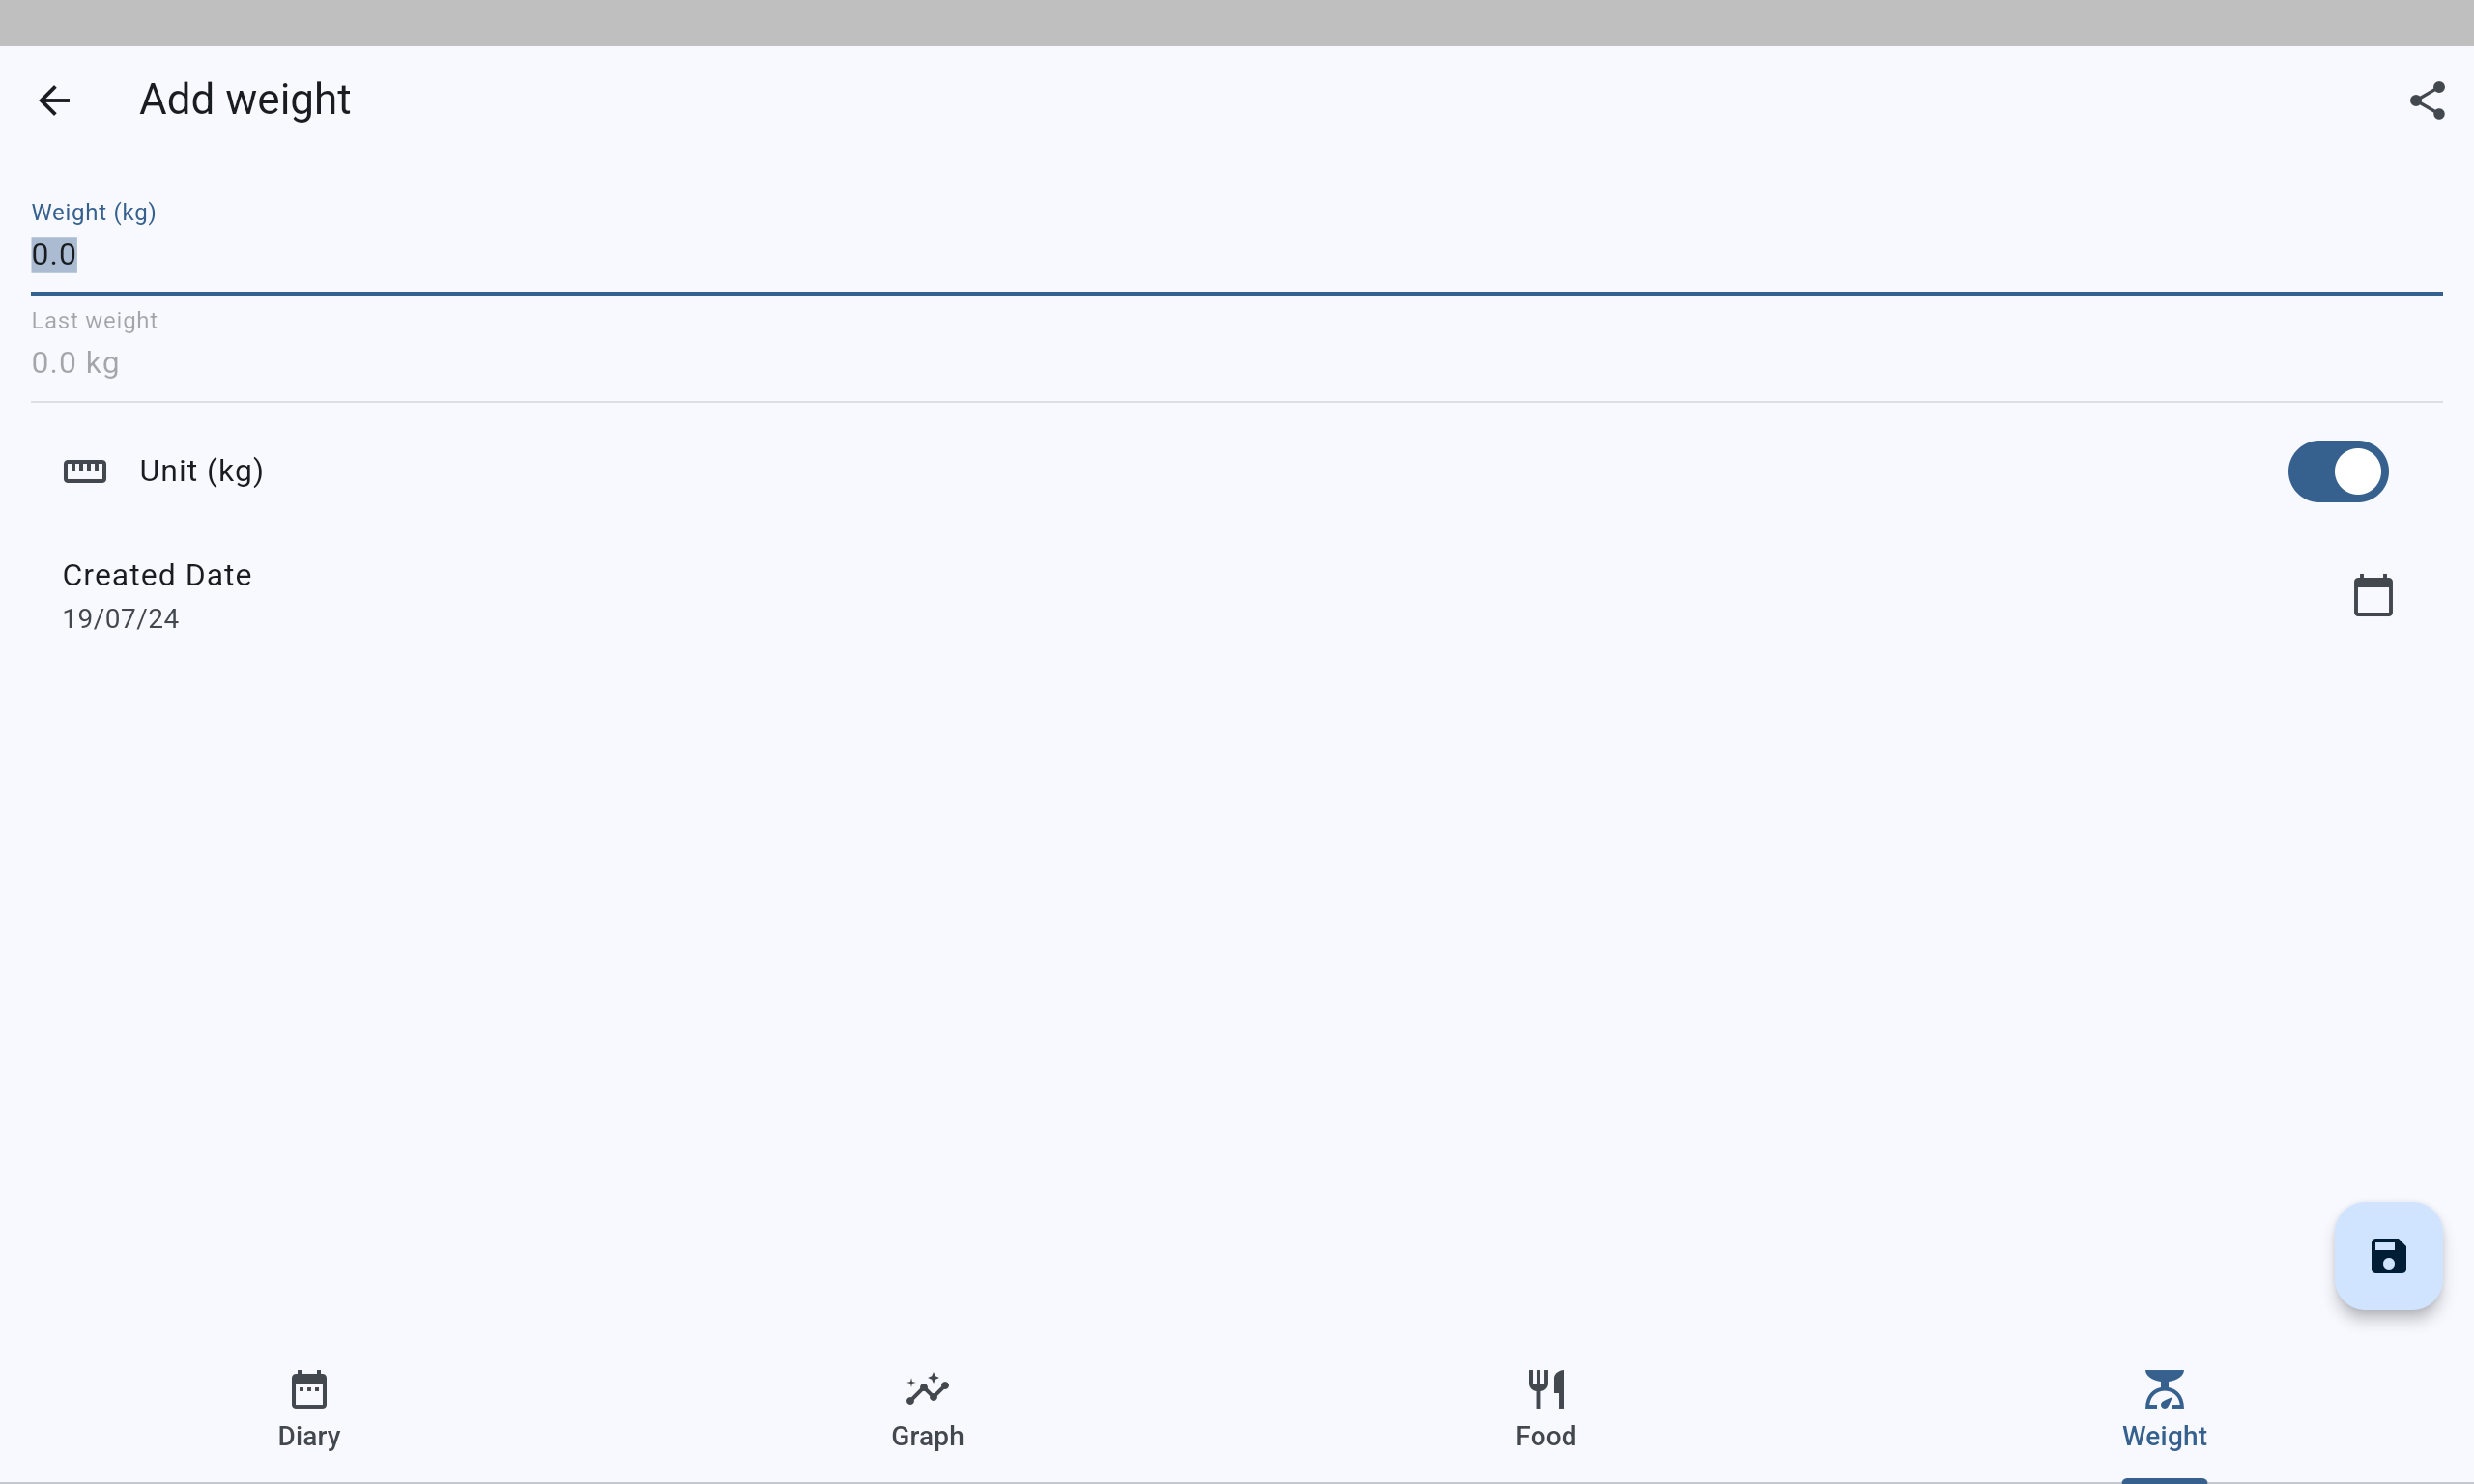 Add weight
Weight (kg)
0.0
Last weight
0.0 kg
Unit (kg)
Created Date
19/07/24
Diary
Graph
Food
Weight